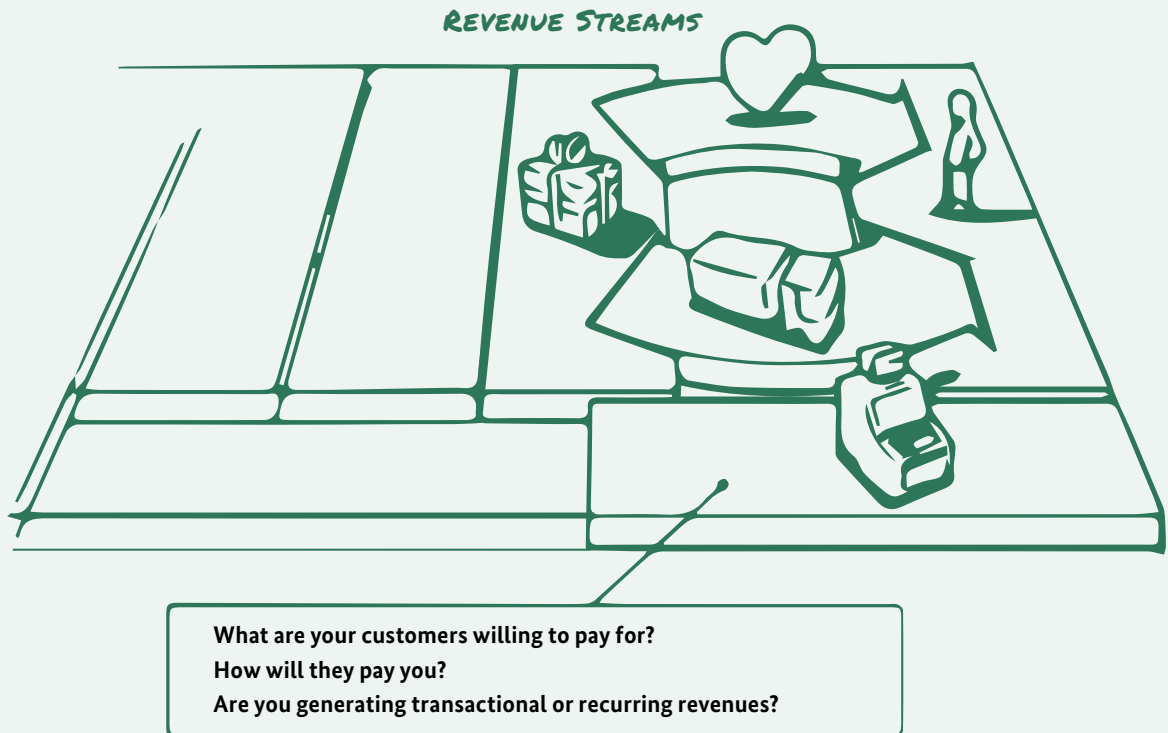 REVENUE STREAMS
What are your customers willing to pay for?
How will they pay you?
Are you generating transactional or recurring revenues?